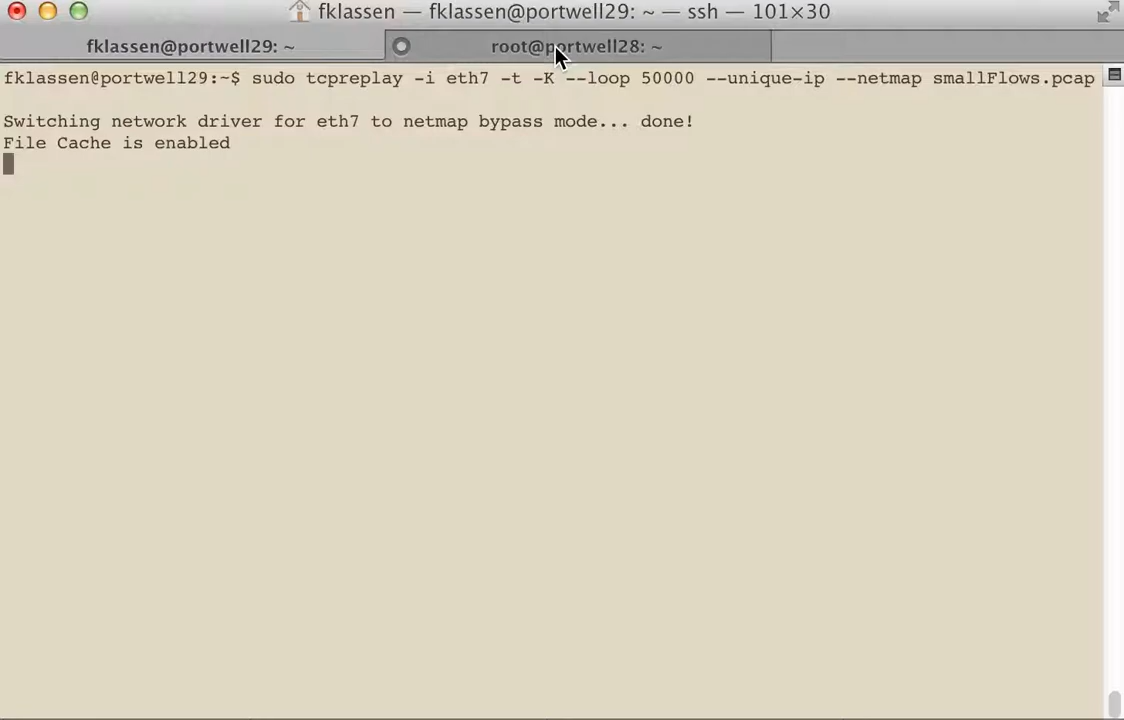 fklassen — fklassen@portwell29: ~ — ssh — 101×30
fklassen@portwell29: ~
root@portwell28: ~
fklassen@portwell29:~$ sudo tcpreplay -i eth7 -t -K --loop 50000 --unique-ip --netmap smallFlows.pcap
Switching network driver for eth7 to netmap bypass mode... done!
File Cache is enabled